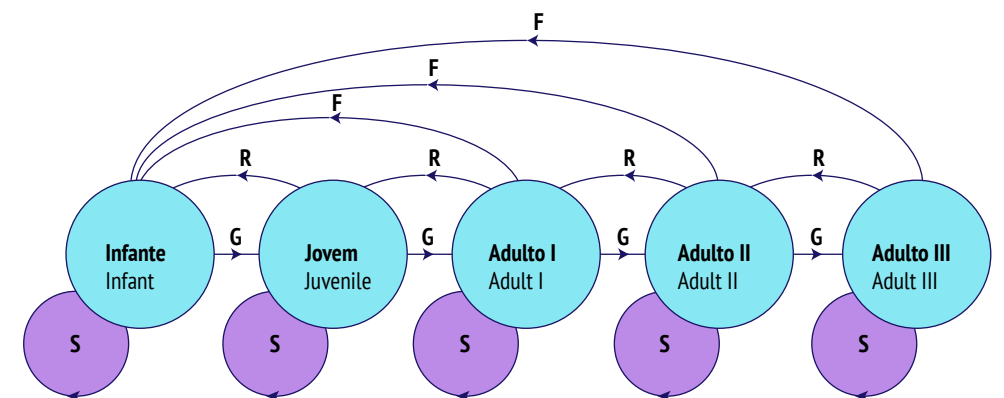 F
F
F
R
R
R
R
G
G
G
G
Infante
Infant
Jovem
Juvenile
Adulto I
Adult I
Adulto II
Adult II
Adulto III
Adult III
S
S
S
S
S